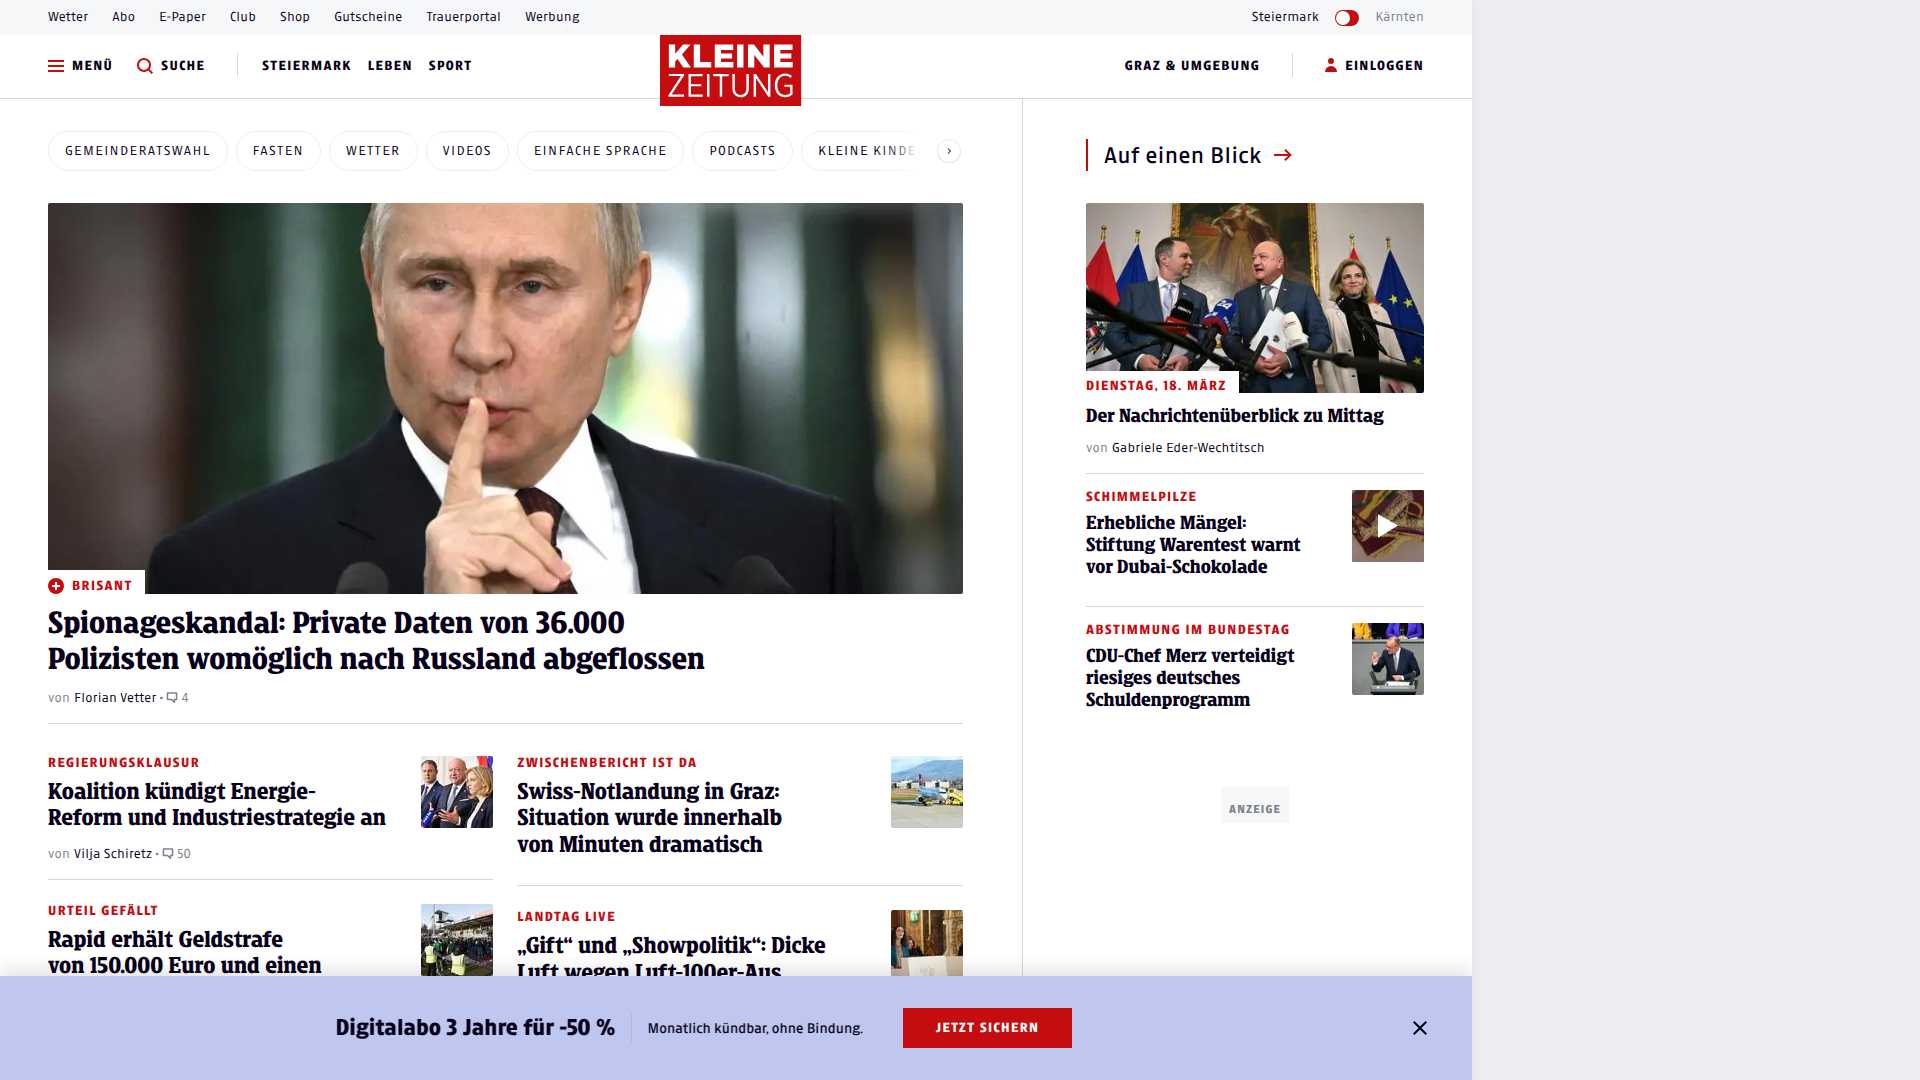 Wetter Abo E-Paper Club Shop Gutscheine Trauerportal Werbung Steiermark Kärnten
MENÜ SUCHE STEIERMARK LEBEN SPORT KLEINE ZEITUNG GRAZ & UMGEBUNG EINLOGGEN
GEMEINDERATSWAHL FASTEN WETTER VIDEOS EINFACHE SPRACHE PODCASTS KLEINE KINDE
BRISANT
Spionageskandal: Private Daten von 36.000
Polizisten womöglich nach Russland abgeflossen
von Florian Vetter • 4
REGIERUNGSKLAUSUR
Koalition kündigt Energie-
Reform und Industriestrategie an
von Vilja Schiretz • 50
ZWISCHENBERICHT IST DA
Swiss-Notlandung in Graz:
Situation wurde innerhalb
von Minuten dramatisch
URTEIL GEFÄLLT
Rapid erhält Geldstrafe
von 150.000 Euro und einen
LANDTAG LIVE
„Gift“ und „Showpolitik“: Dicke
Luft wegen Luft-100er-Aus
Auf einen Blick
DIENSTAG, 18. MÄRZ
Der Nachrichtenüberblick zu Mittag
von Gabriele Eder-Wechtitsch
SCHIMMELPILZE
Erhebliche Mängel:
Stiftung Warentest warnt
vor Dubai-Schokolade
ABSTIMMUNG IM BUNDESTAG
CDU-Chef Merz verteidigt
riesiges deutsches
Schuldenprogramm
ANZEIGE
Digitalabo 3 Jahre für -50 % Monatlich kündbar, ohne Bindung. JETZT SICHERN